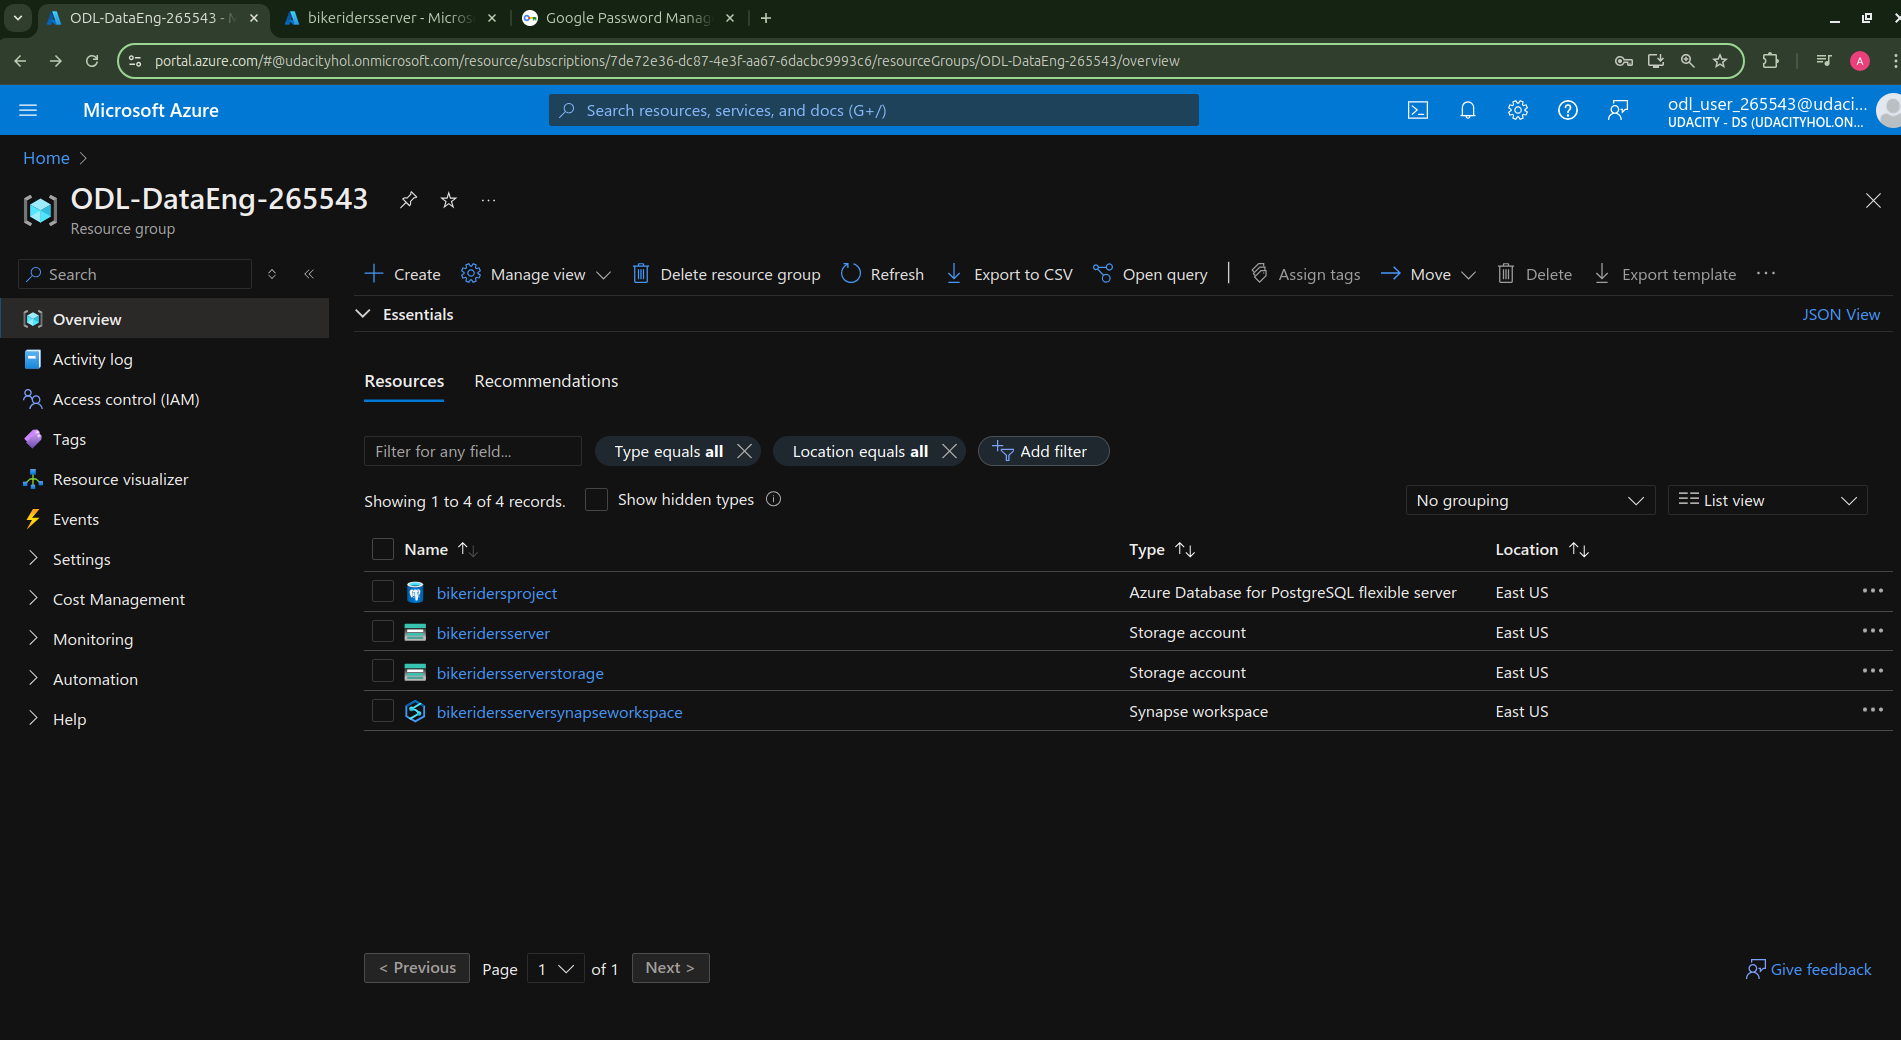 ODL-DataEng-265543 - M
bikeridersserver - Micros
Google Password Manag
portal.azure.com/#@udacityhol.onmicrosoft.com/resource/subscriptions/7de72e36-dc87-4e3f-aa67-6dacbc9993c6/resourceGroups/ODL-DataEng-265543/overview
A
Microsoft Azure
Search resources, services, and docs (G+/)
odl_user_265543@udaci...
UDACITY - DS (UDACITYHOL.ON...
Home
ODL-DataEng-265543
Resource group
Search
Create
Manage view
Delete resource group
Refresh
Export to CSV
Open query
Assign tags
Move
Delete
Export template
Overview
Activity log
Access control (IAM)
Tags
Resource visualizer
Events
Settings
Cost Management
Monitoring
Automation
Help
Essentials
JSON View
Resources
Recommendations
Filter for any field...
Type equals all
Location equals all
Add filter
Showing 1 to 4 of 4 records.
Show hidden types
No grouping
List view
Name Type Location
bikeridersproject Azure Database for PostgreSQL flexible server East US
bikeridersserver Storage account East US
bikeridersserverstorage Storage account East US
bikeridersserversynapseworkspace Synapse workspace East US
< Previous Page 1 of 1 Next >
Give feedback